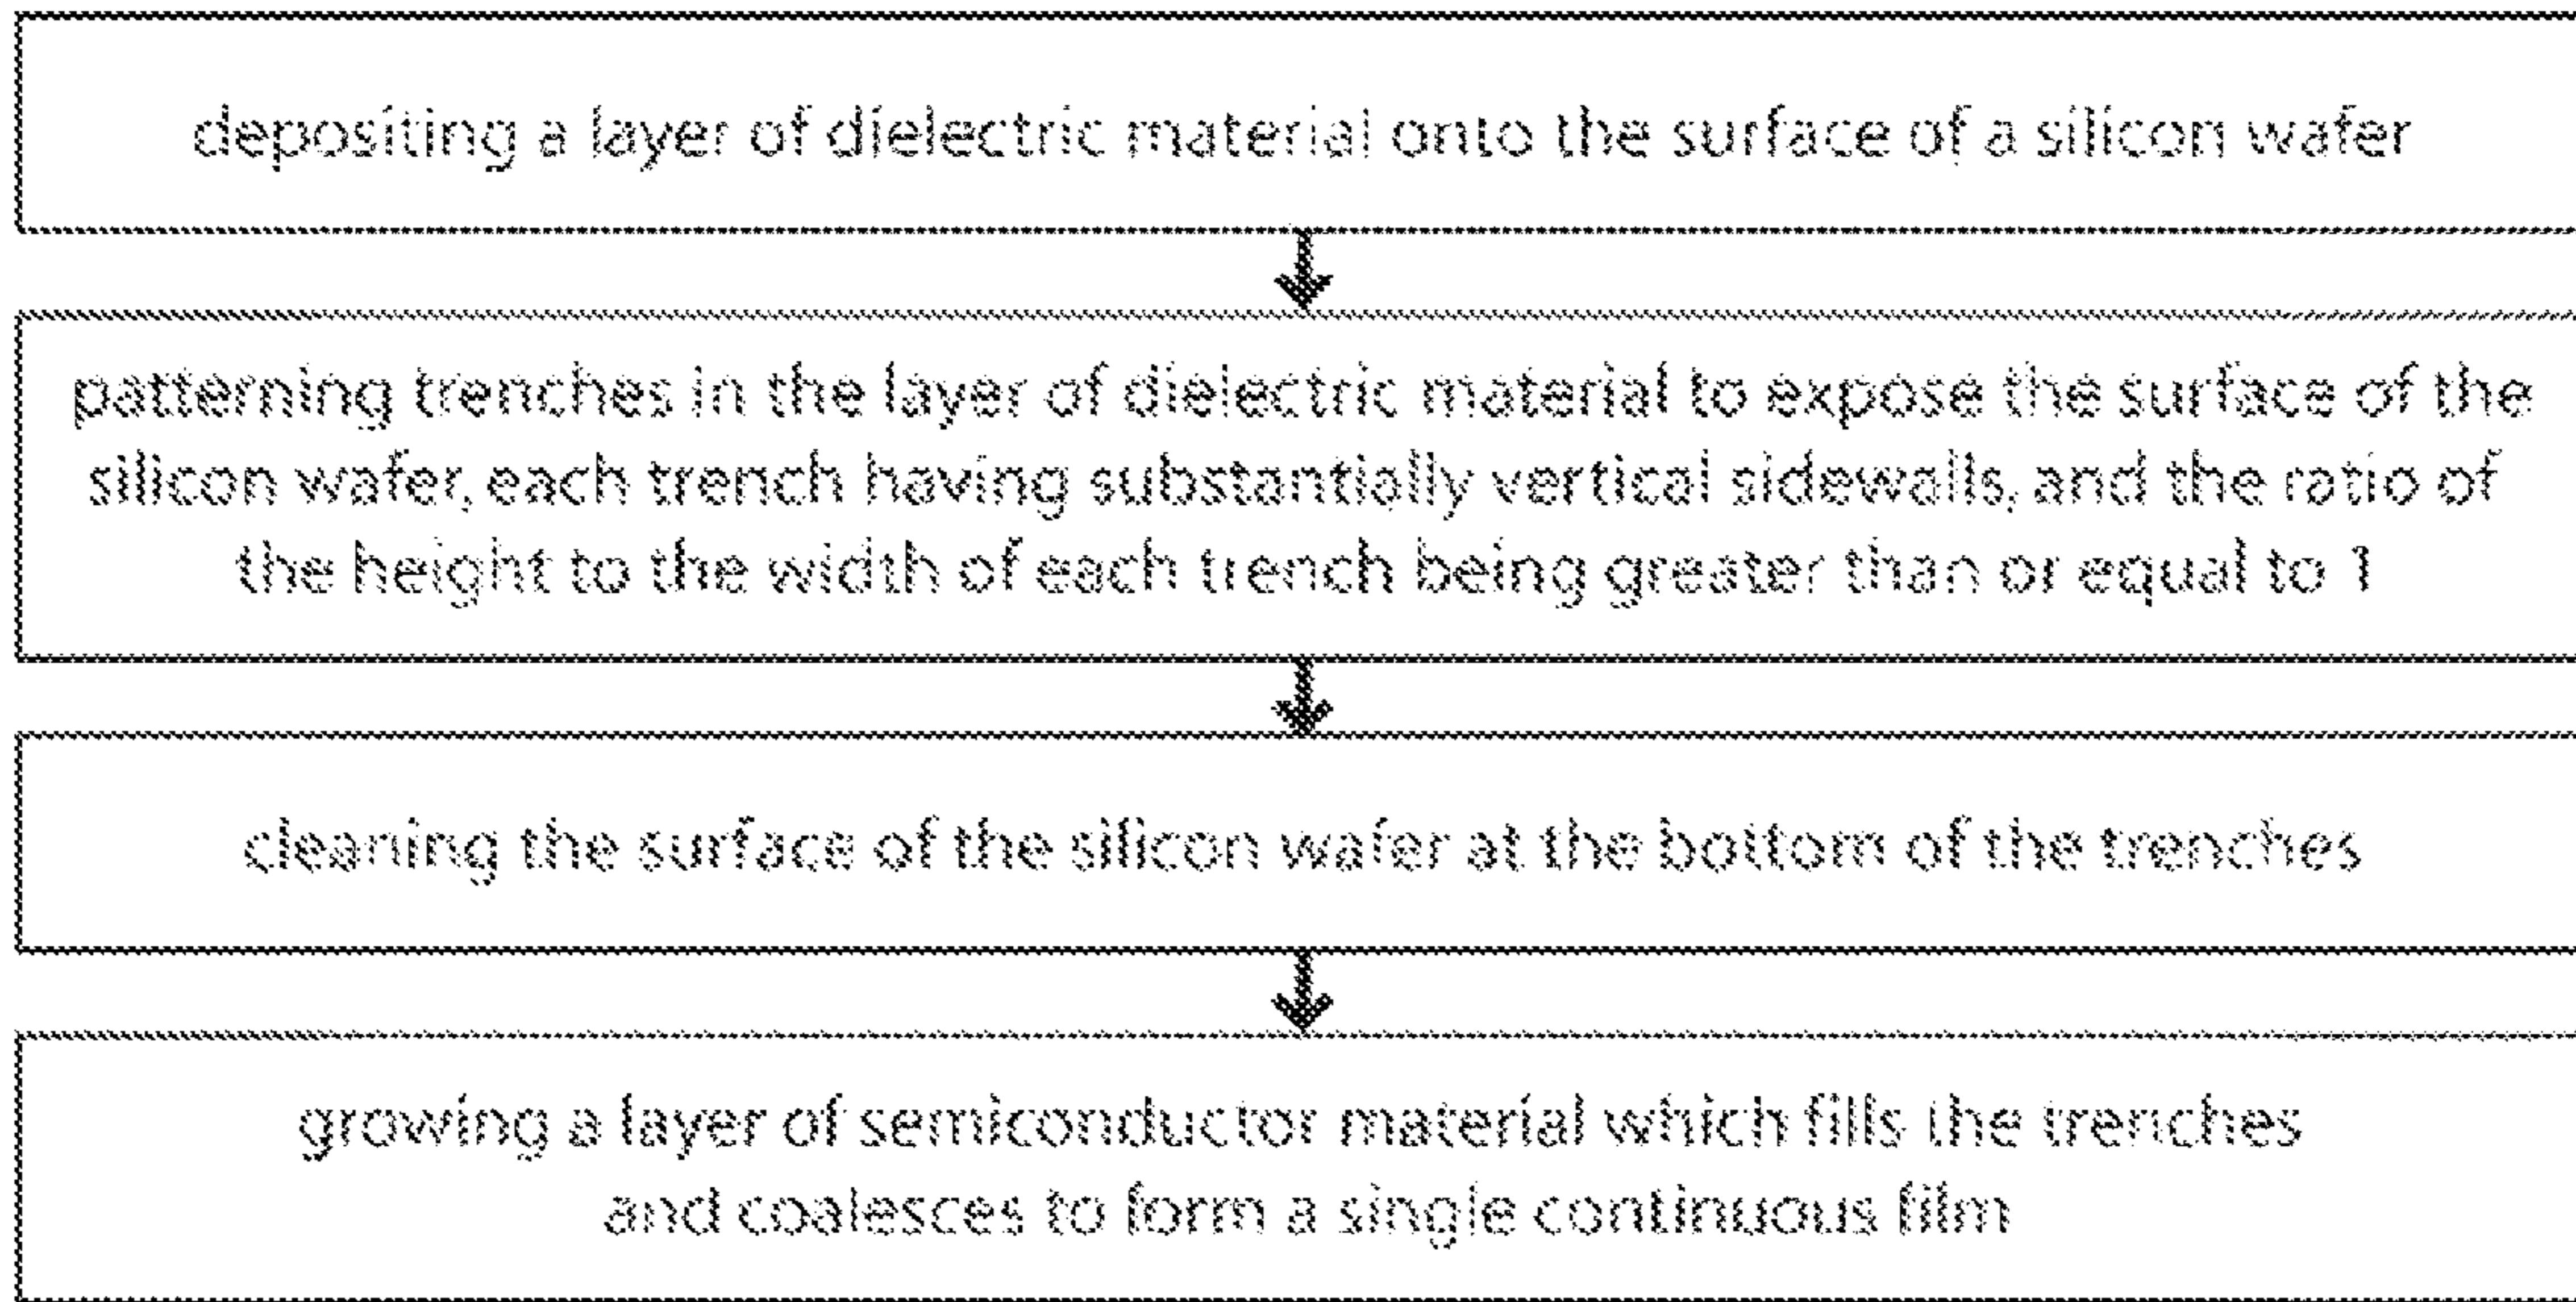 depositing a layer of dielectric material onto the surface of a silicon wafer
patterning trenches in the layer of dielectric material to expose the surface of the
silicon wafer, each trench having substantially vertical sidewalls, and the ratio of
the height to the width of each trench being greater than or equal to 1
cleaning the surface of the silicon wafer at the bottom of the trenches
growing a layer of semiconductor material which fills the trenches
and coalesces to form a single continuous film